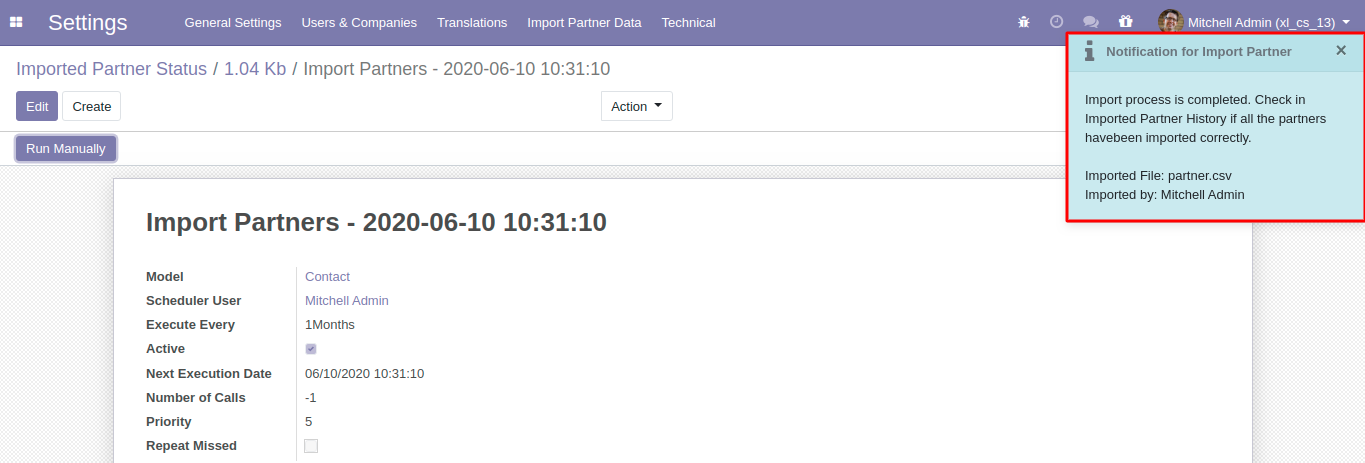 Settings General Settings Users & Companies Translations Import Partner Data Technical Mitchell Admin (xl_cs_13)
Imported Partner Status / 1.04 Kb / Import Partners - 2020-06-10 10:31:10
Edit Create Action
Run Manually
Notification for Import Partner ×
Import process is completed. Check in
Imported Partner History if all the partners
havebeen imported correctly.
Imported File: partner.csv
Imported by: Mitchell Admin
Import Partners - 2020-06-10 10:31:10
Model Contact
Scheduler User Mitchell Admin
Execute Every 1Months
Active
Next Execution Date 06/10/2020 10:31:10
Number of Calls -1
Priority 5
Repeat Missed